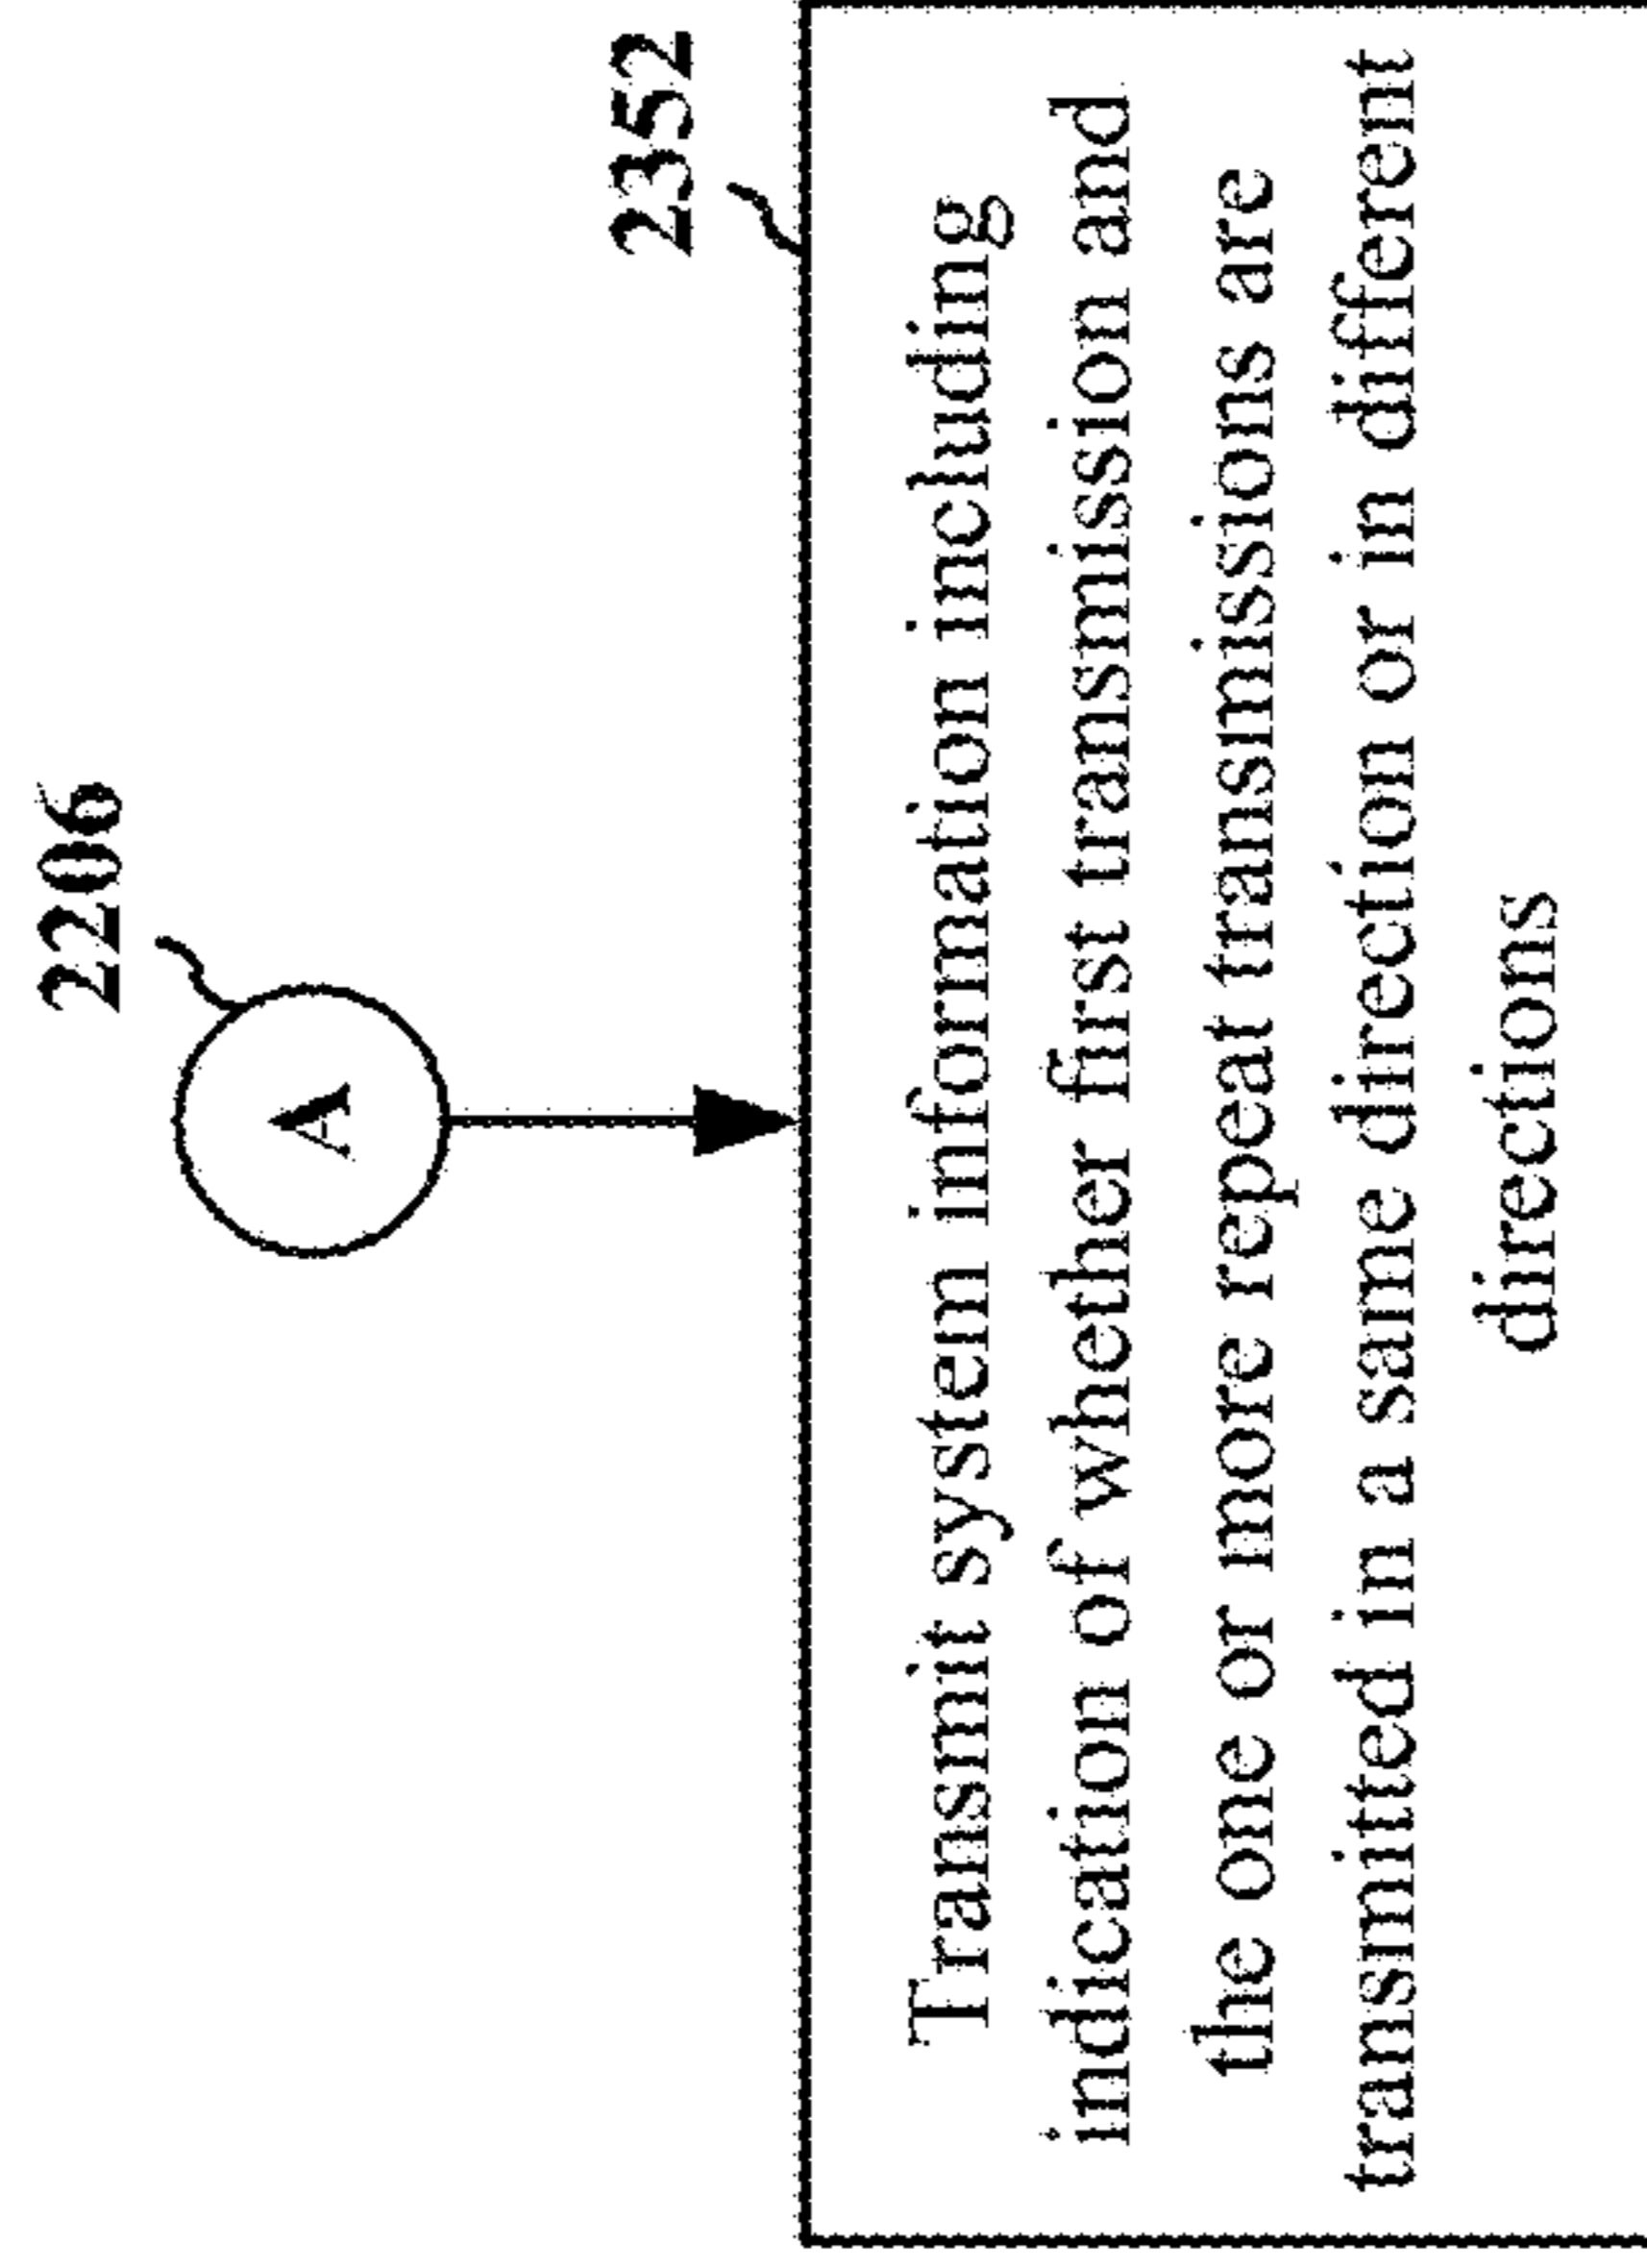 2206
A
2352
Transmit system information including
indication of whether first transmission and
the one or more repeat transmissions are
transmitted in a same direction or in different
directions